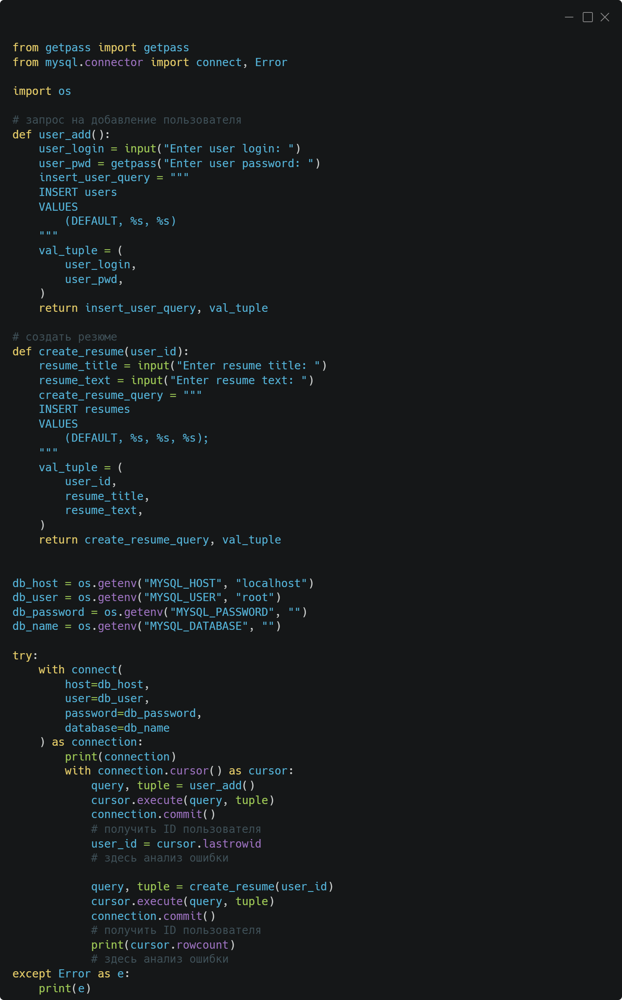 from getpass import getpass
from mysql.connector import connect, Error

import os

# запрос на добавление пользователя
def user_add():
    user_login = input("Enter user login: ")
    user_pwd = getpass("Enter user password: ")
    insert_user_query = """
    INSERT users
    VALUES
        (DEFAULT, %s, %s)
    """
    val_tuple = (
        user_login,
        user_pwd,
    )
    return insert_user_query, val_tuple

# создать резюме
def create_resume(user_id):
    resume_title = input("Enter resume title: ")
    resume_text = input("Enter resume text: ")
    create_resume_query = """
    INSERT resumes
    VALUES
        (DEFAULT, %s, %s, %s);
    """
    val_tuple = (
        user_id,
        resume_title,
        resume_text,
    )
    return create_resume_query, val_tuple


db_host = os.getenv("MYSQL_HOST", "localhost")
db_user = os.getenv("MYSQL_USER", "root")
db_password = os.getenv("MYSQL_PASSWORD", "")
db_name = os.getenv("MYSQL_DATABASE", "")

try:
    with connect(
        host=db_host,
        user=db_user,
        password=db_password,
        database=db_name
    ) as connection:
        print(connection)
        with connection.cursor() as cursor:
            query, tuple = user_add()
            cursor.execute(query, tuple)
            connection.commit()
            # получить ID пользователя
            user_id = cursor.lastrowid
            # здесь анализ ошибки

            query, tuple = create_resume(user_id)
            cursor.execute(query, tuple)
            connection.commit()
            # получить ID пользователя
            print(cursor.rowcount)
            # здесь анализ ошибки
except Error as e:
    print(e)